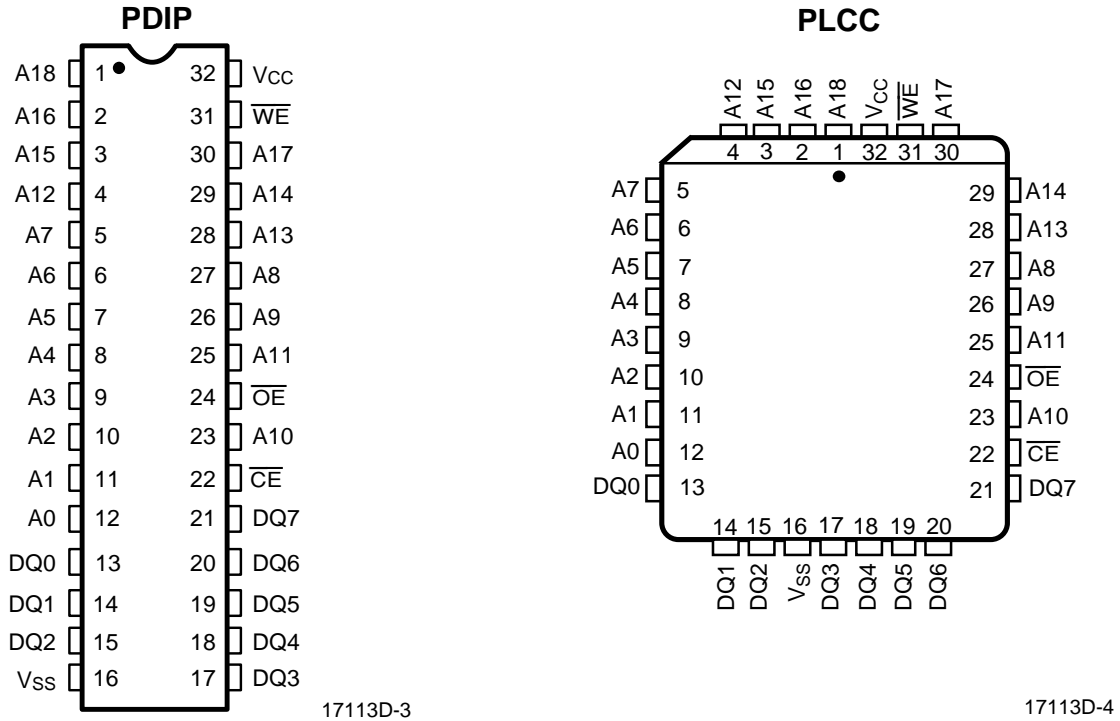 PDIP
A18 1 32 VCC
A16 2 31 W̅E̅
A15 3 30 A17
A12 4 29 A14
A7 5 28 A13
A6 6 27 A8
A5 7 26 A9
A4 8 25 A11
A3 9 24 O̅E̅
A2 10 23 A10
A1 11 22 C̅E̅
A0 12 21 DQ7
DQ0 13 20 DQ6
DQ1 14 19 DQ5
DQ2 15 18 DQ4
VSS 16 17 DQ3
17113D-3
PLCC
A12 A15 A16 A18 VCC W̅E̅ A17
4 3 2 1 32 31 30
A7 5 29 A14
A6 6 28 A13
A5 7 27 A8
A4 8 26 A9
A3 9 25 A11
A2 10 24 O̅E̅
A1 11 23 A10
A0 12 22 C̅E̅
DQ0 13 21 DQ7
14 15 16 17 18 19 20
DQ1 DQ2 VSS DQ3 DQ4 DQ5 DQ6
17113D-4